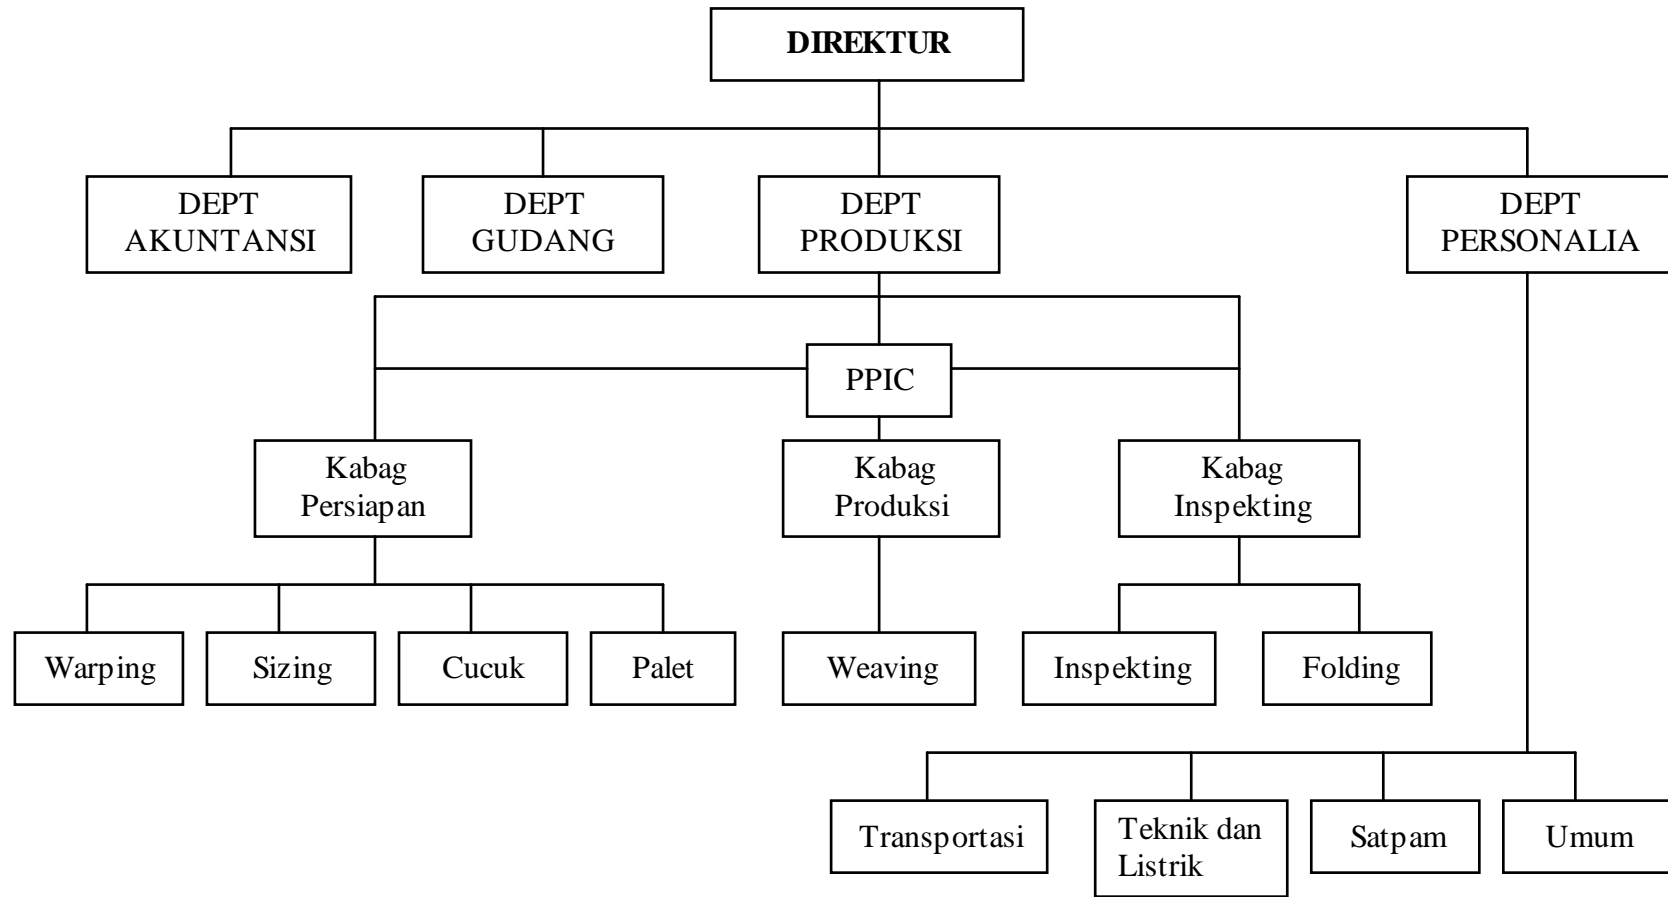 DIREKTUR
DEPT
AKUNTANSI
DEPT
GUDANG
DEPT
PRODUKSI
DEPT
PERSONALIA
PPIC
Kabag
Persiapan
Kabag
Produksi
Kabag
Inspekting
Warping
Sizing
Cucuk
Palet
Weaving
Inspekting
Folding
Transportasi
Teknik dan
Listrik
Satpam
Umum